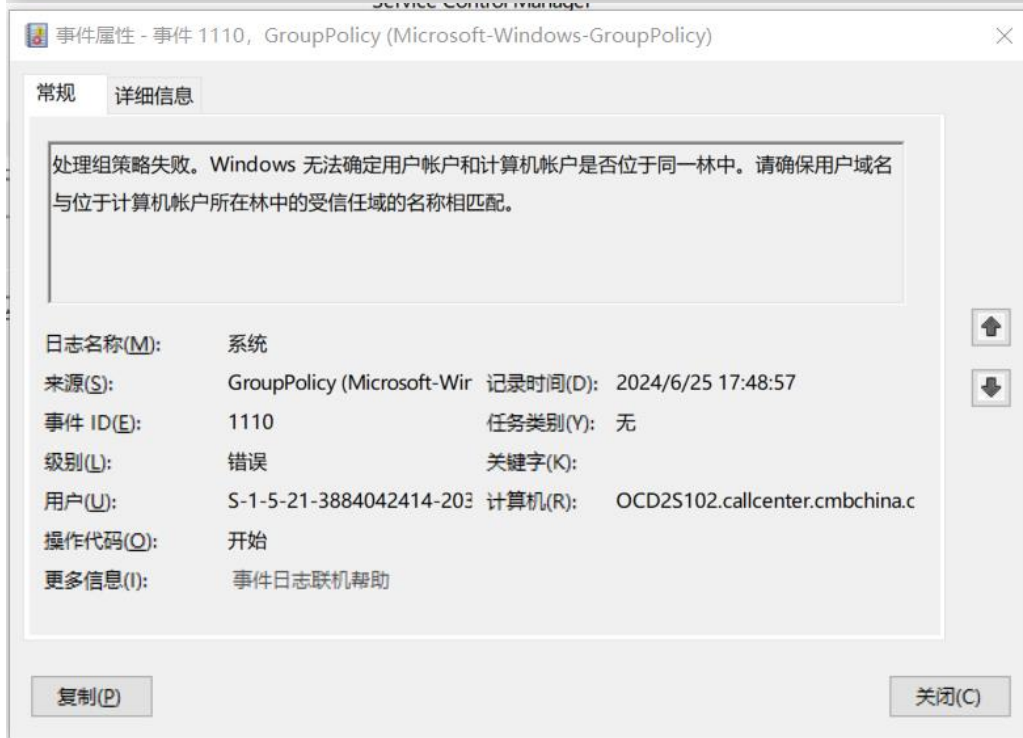 Service Control Manager
事件属性 - 事件 1110，GroupPolicy (Microsoft-Windows-GroupPolicy)
常规
详细信息
处理组策略失败。Windows 无法确定用户帐户和计算机帐户是否位于同一林中。请确保用户域名
与位于计算机帐户所在林中的受信任域的名称相匹配。
日志名称(M): 系统
来源(S): GroupPolicy (Microsoft-Wir 记录时间(D): 2024/6/25 17:48:57
事件 ID(E): 1110 任务类别(Y): 无
级别(L): 错误 关键字(K):
用户(U): S-1-5-21-3884042414-203 计算机(R): OCD2S102.callcenter.cmbchina.c
操作代码(O): 开始
更多信息(I): 事件日志联机帮助
复制(P) 关闭(C)